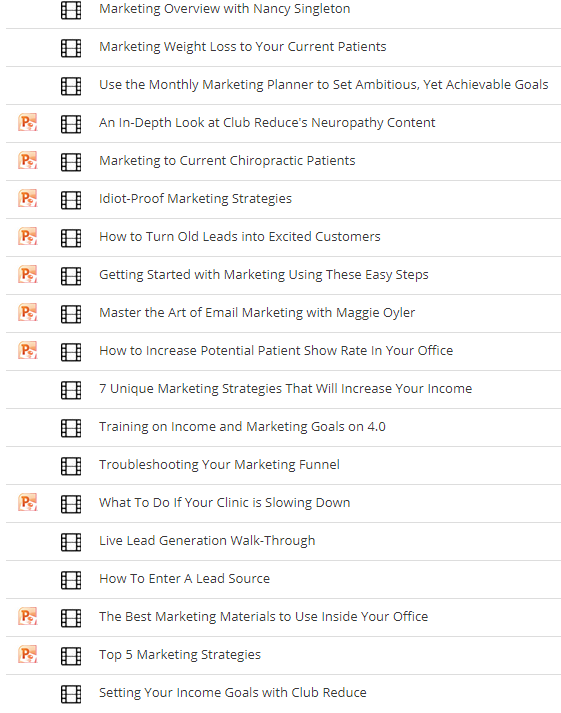 Marketing Overview with Nancy Singleton
Marketing Weight Loss to Your Current Patients
Use the Monthly Marketing Planner to Set Ambitious, Yet Achievable Goals
An In-Depth Look at Club Reduce's Neuropathy Content
Marketing to Current Chiropractic Patients
Idiot-Proof Marketing Strategies
How to Turn Old Leads into Excited Customers
Getting Started with Marketing Using These Easy Steps
Master the Art of Email Marketing with Maggie Oyler
How to Increase Potential Patient Show Rate In Your Office
7 Unique Marketing Strategies That Will Increase Your Income
Training on Income and Marketing Goals on 4.0
Troubleshooting Your Marketing Funnel
What To Do If Your Clinic is Slowing Down
Live Lead Generation Walk-Through
How To Enter A Lead Source
The Best Marketing Materials to Use Inside Your Office
Top 5 Marketing Strategies
Setting Your Income Goals with Club Reduce